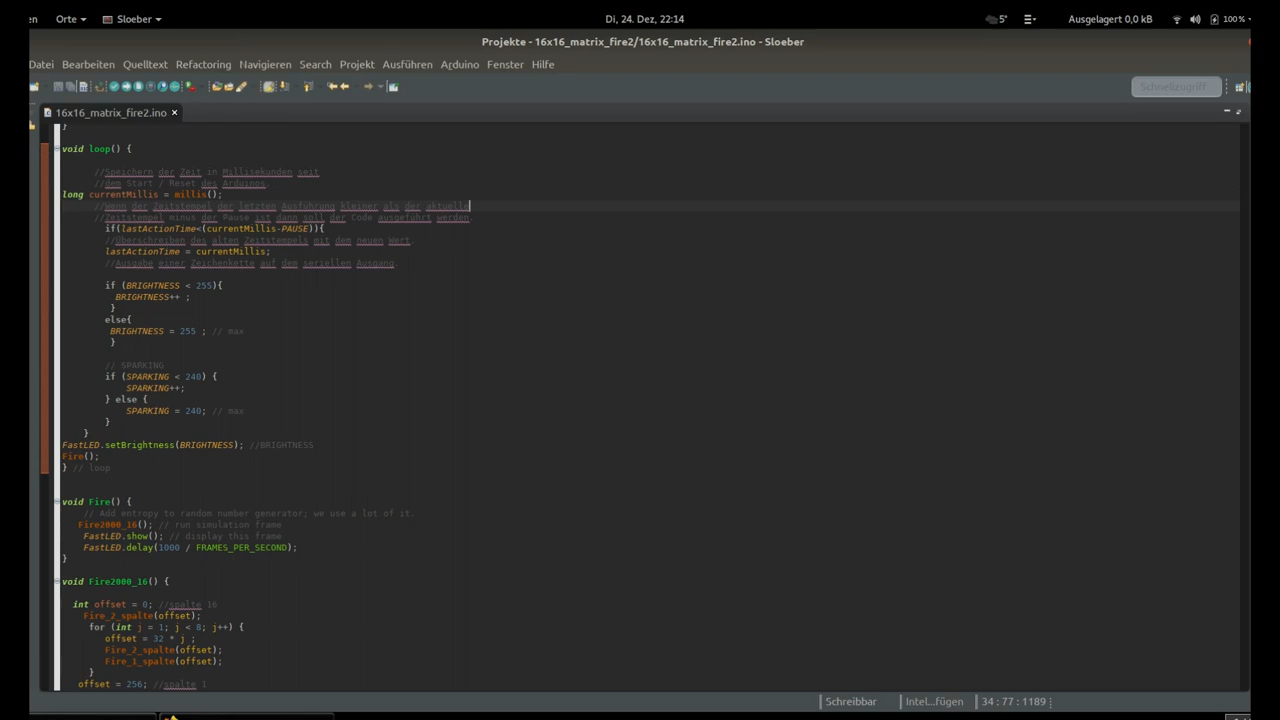 en Orte Sloeber Di, 24. Dez, 22:14 5° Ausgelagert 0,0 kB 100%
Projekte - 16x16_matrix_fire2/16x16_matrix_fire2.ino - Sloeber
Datei Bearbeiten Quelltext Refactoring Navigieren Search Projekt Ausführen Arduino Fenster Hilfe
Schnellzugriff
16x16_matrix_fire2.ino
}
void loop() {
//Speichern der Zeit in Millisekunden seit
//dem Start / Reset des Arduinos.
long currentMillis = millis();
//Wenn der Zeitstempel der letzten Ausführung kleiner als der aktuelle
//Zeitstempel minus der Pause ist dann soll der Code ausgeführt werden.
if(lastActionTime<(currentMillis-PAUSE)){
//Überschreiben des alten Zeitstempels mit dem neuen Wert.
lastActionTime = currentMillis;
//Ausgabe einer Zeichenkette auf dem seriellen Ausgang.
if (BRIGHTNESS < 255){
BRIGHTNESS++ ;
}
else{
BRIGHTNESS = 255 ; // max
}
// SPARKING
if (SPARKING < 240) {
SPARKING++;
} else {
SPARKING = 240; // max
}
}
FastLED.setBrightness(BRIGHTNESS); //BRIGHTNESS
Fire();
} // loop
void Fire() {
// Add entropy to random number generator; we use a lot of it.
Fire2000_16(); // run simulation frame
FastLED.show(); // display this frame
FastLED.delay(1000 / FRAMES_PER_SECOND);
}
void Fire2000_16() {
int offset = 0; //spalte 16
Fire_2_spalte(offset);
for (int j = 1; j < 8; j++) {
offset = 32 * j ;
Fire_2_spalte(offset);
Fire_1_spalte(offset);
}
offset = 256; //spalte 1
Schreibbar Intel...fügen 34 : 77 : 1189